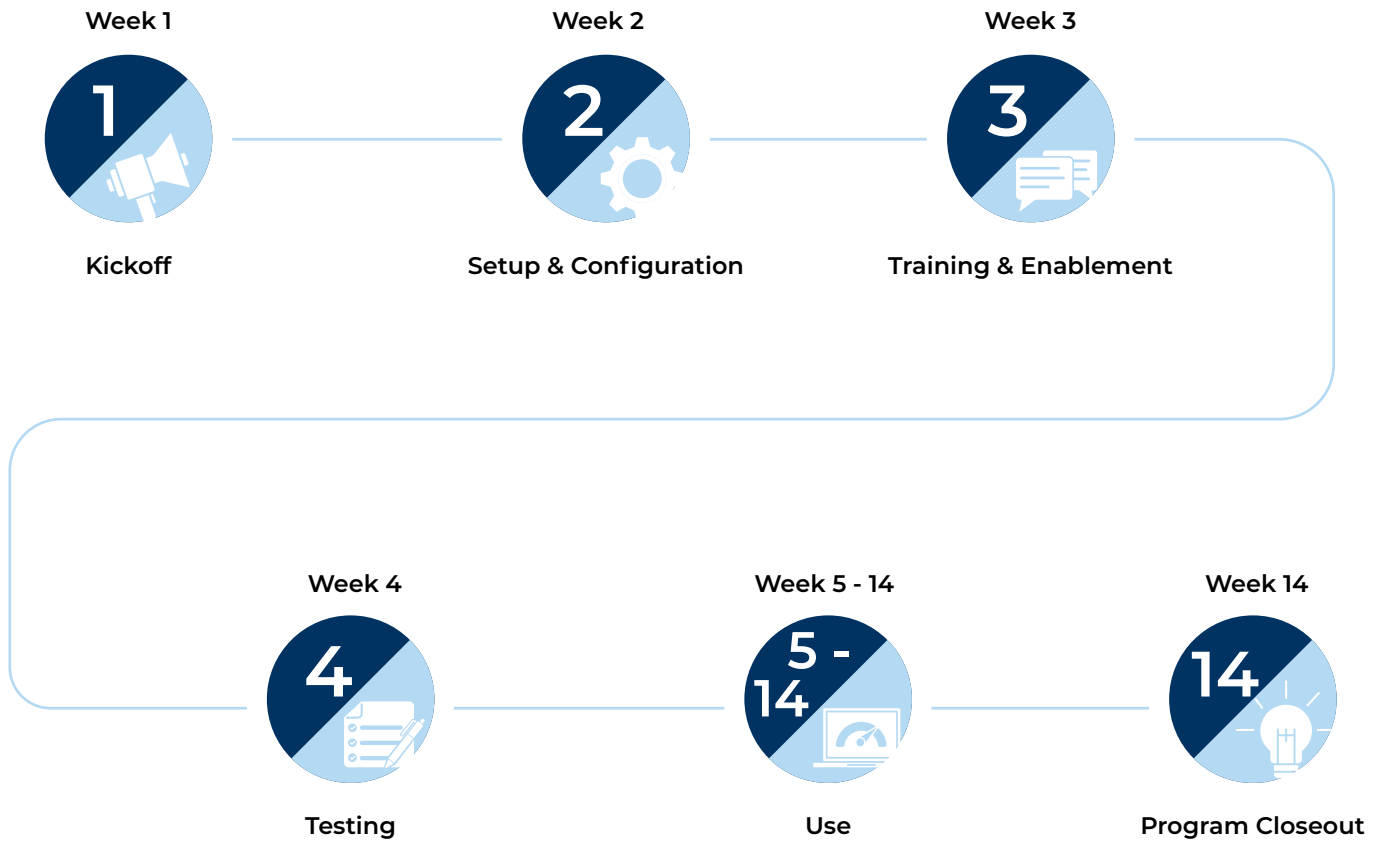 Week 1
Week 2
Week 3
1
2
3
Kickoff
Setup & Configuration
Training & Enablement
Week 4
Week 5 - 14
Week 14
4
5 -
14
14
Testing
Use
Program Closeout